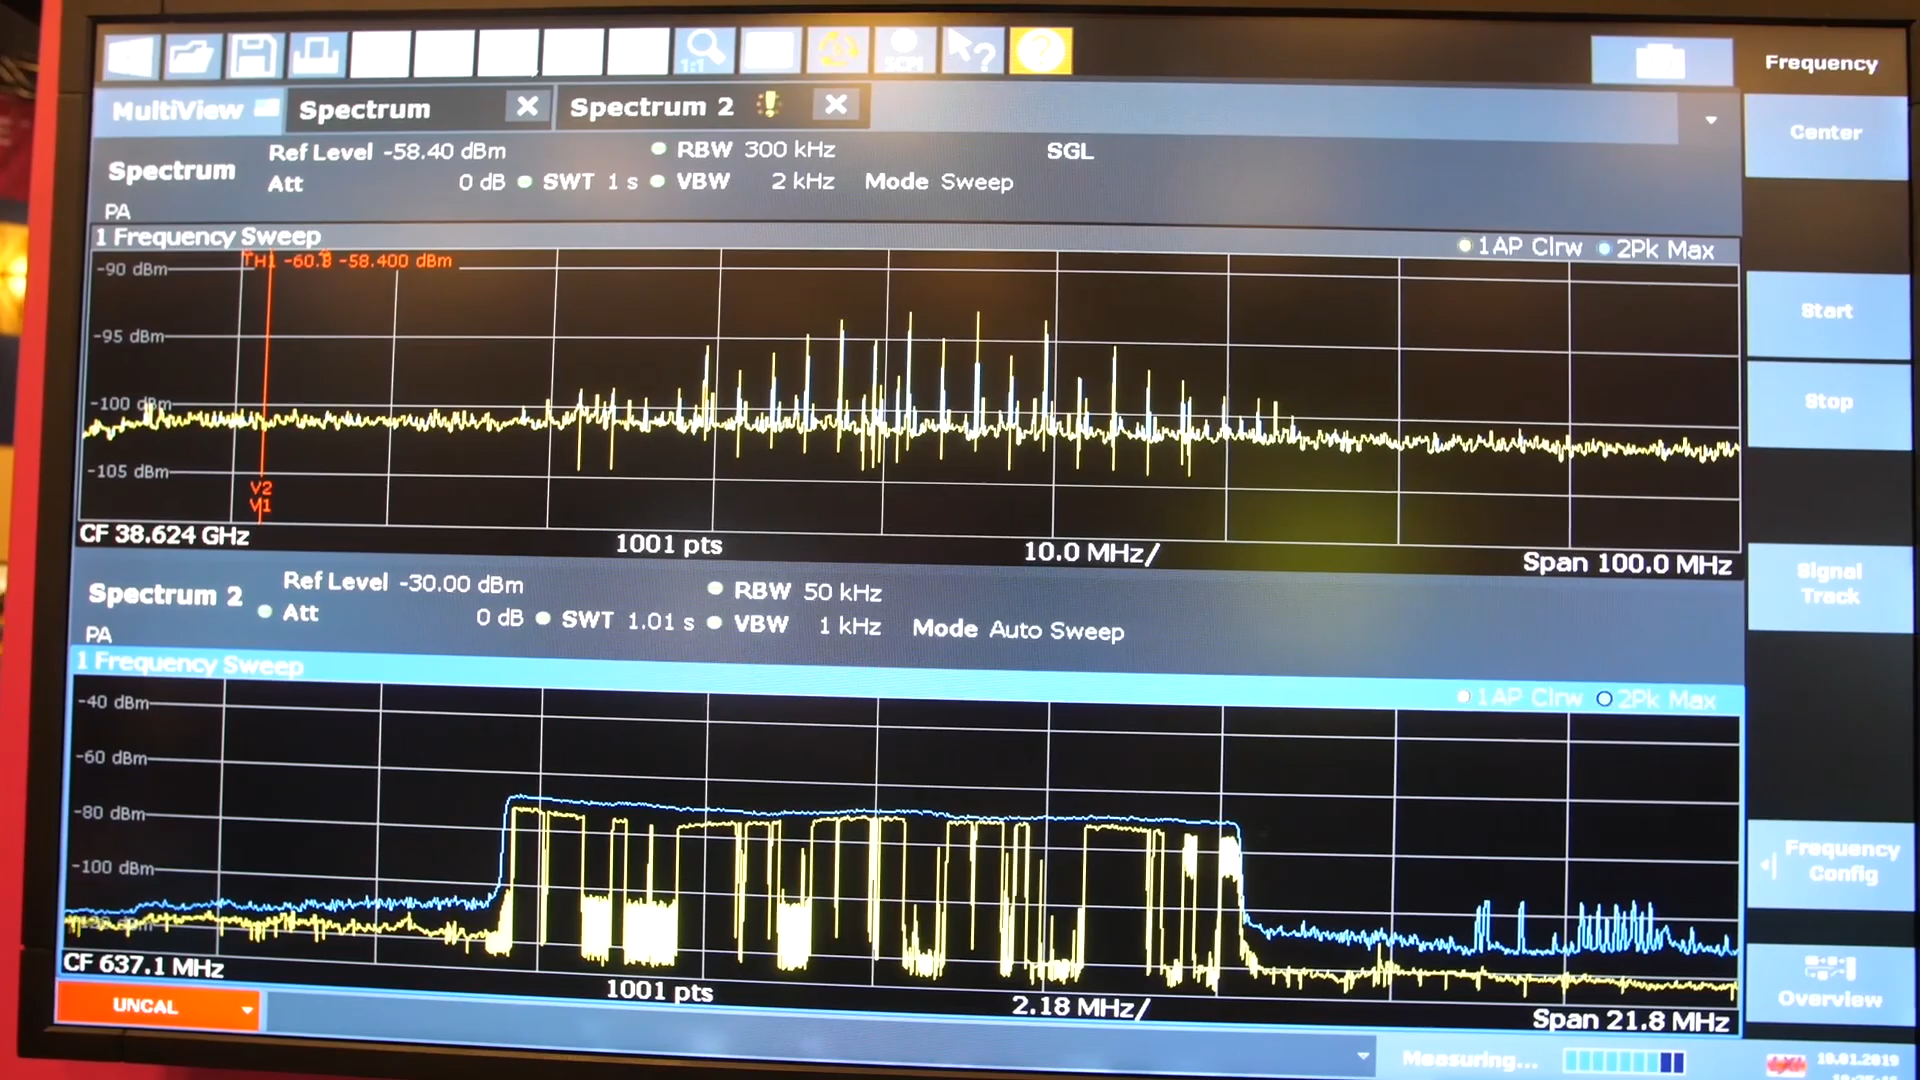 1:1
SCPI
Frequency
MultiView
Spectrum
Spectrum 2
Center
Spectrum
Ref Level -58.40 dBm
RBW 300 kHz
SGL
Att 0 dB
SWT 1 s
VBW 2 kHz
Mode Sweep
PA
1 Frequency Sweep
1AP Clrw
2Pk Max
-90 dBm
-58.400 dBm
-95 dBm
-100 dBm
-105 dBm
V2
V1
CF 38.624 GHz
1001 pts
10.0 MHz/
Span 100.0 MHz
Start
Stop
Signal
Track
Spectrum 2
Ref Level -30.00 dBm
RBW 50 kHz
Att 0 dB
SWT 1.01 s
VBW 1 kHz
Mode Auto Sweep
PA
1 Frequency Sweep
1AP Clrw
2Pk Max
-40 dBm
-60 dBm
-80 dBm
-100 dBm
CF 637.1 MHz
1001 pts
2.18 MHz/
Span 21.8 MHz
Frequency
Config
Overview
UNCAL
Measuring...
10.01.2019